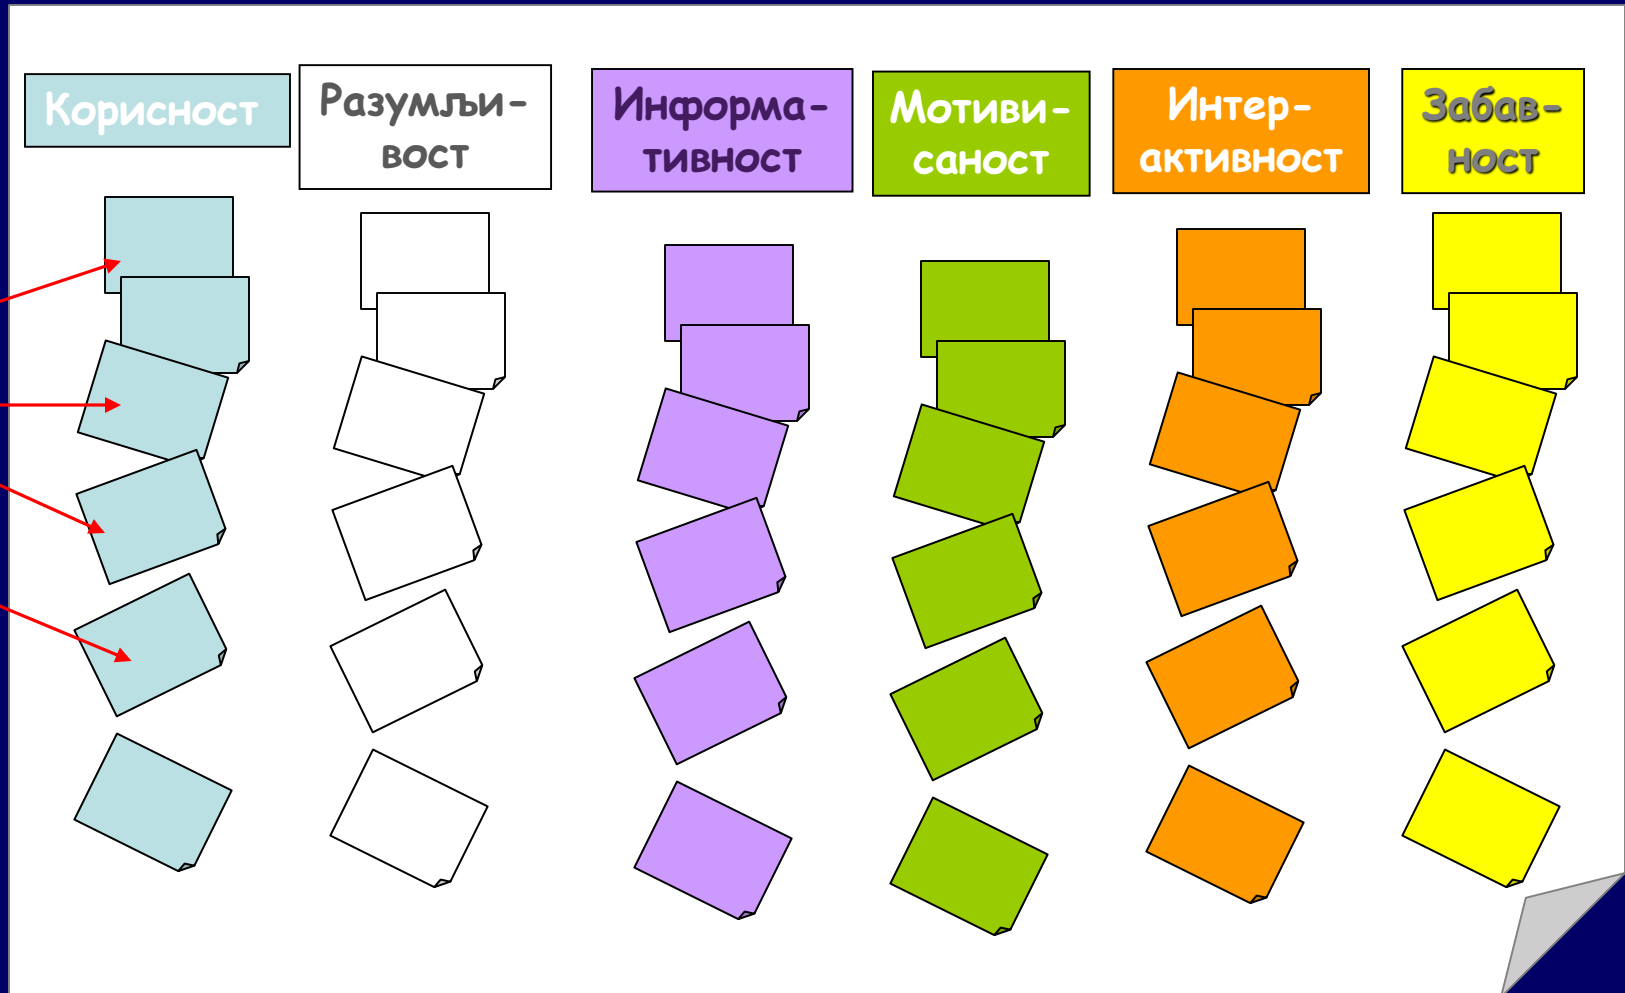 Корисност
Разумљи-
вост
Информа-
тивност
Мотиви-
саност
Интер-
активност
Забав-
ност